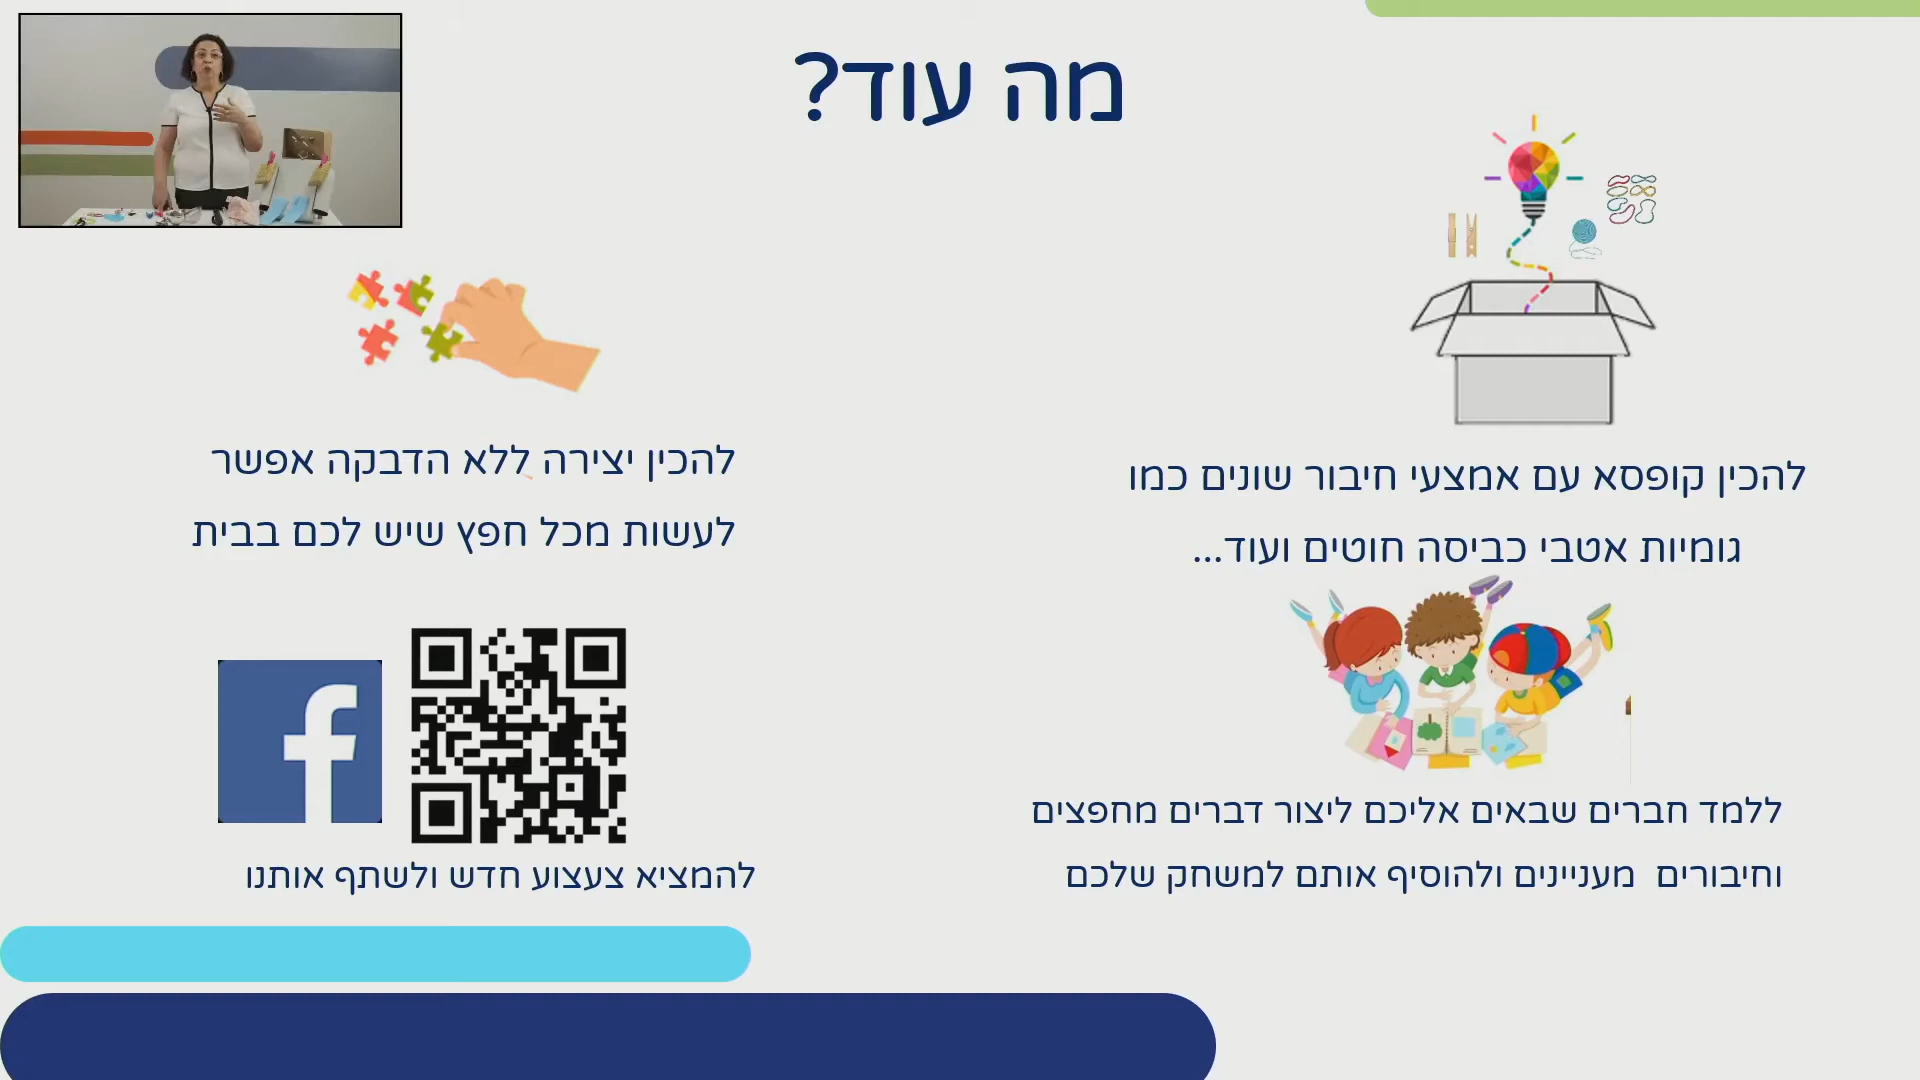 מה עוד?
להכין קופסא עם אמצעי חיבור שונים כמו
גומיות אטבי כביסה חוטים ועוד...
להכין יצירה ללא הדבקה אפשר
לעשות מכל חפץ שיש לכם בבית
ללמד חברים שבאים אליכם ליצור דברים מחפצים
וחיבורים מעניינים ולהוסיף אותם למשחק שלכם
להמציא צעצוע חדש ולשתף אותנו